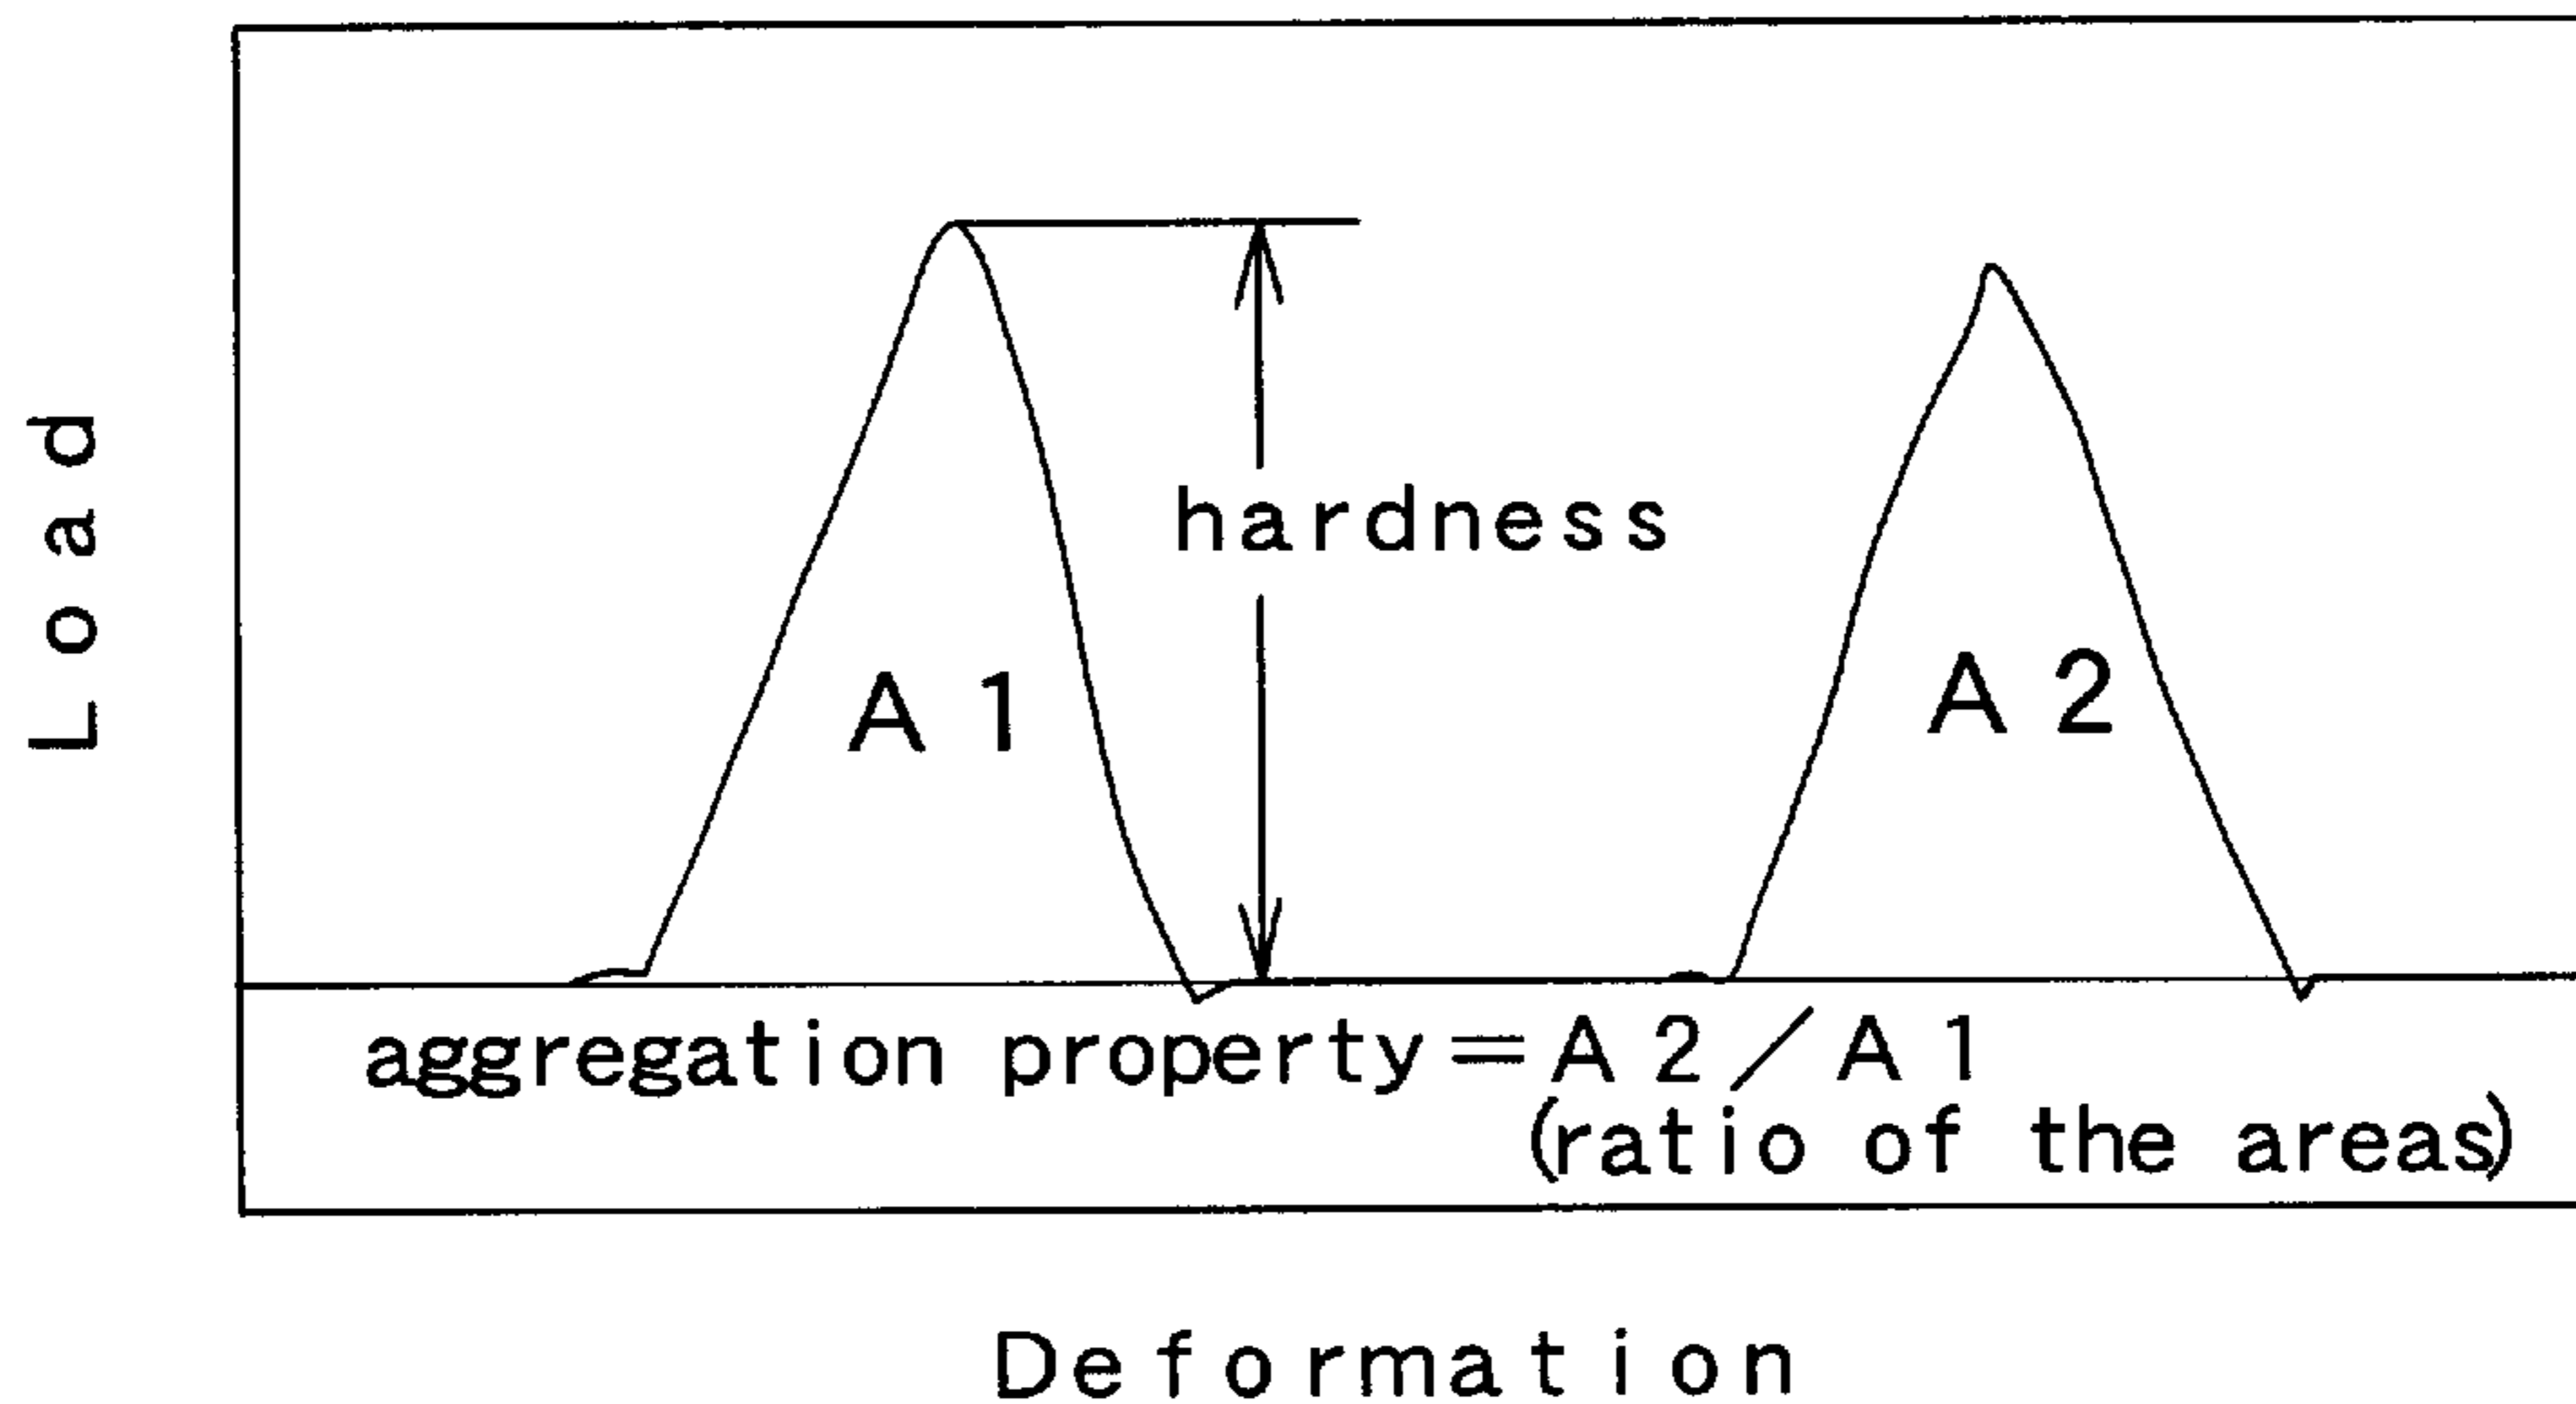 Load
hardness
A1
A2
aggregation property=A2/A1
(ratio of the areas)
Deformation